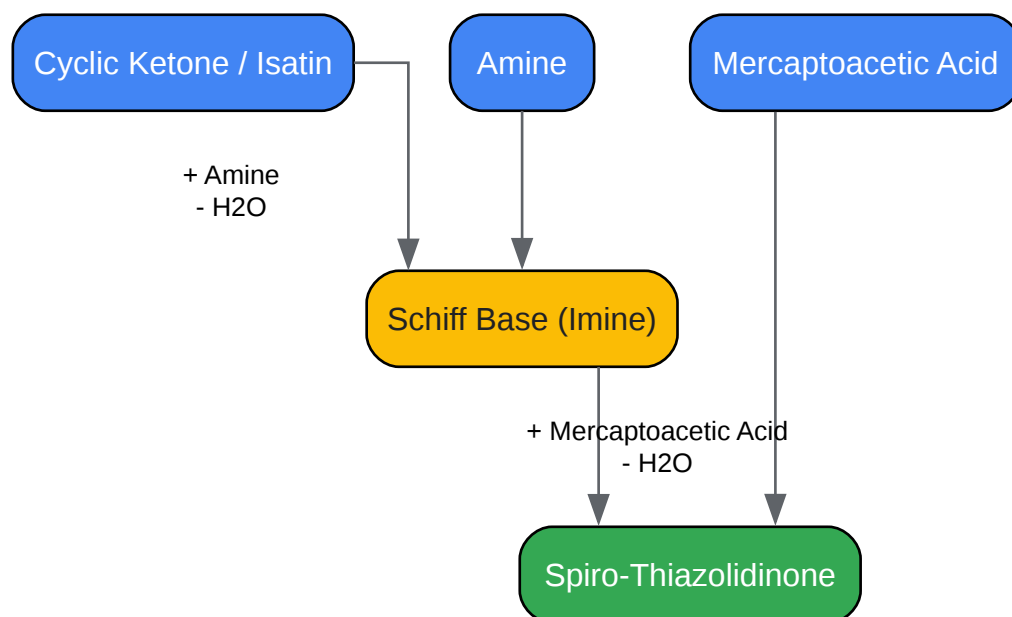 Cyclic Ketone / Isatin
Amine
Mercaptoacetic Acid
+ Amine
- H2O
Schiff Base (Imine)
+ Mercaptoacetic Acid
- H2O
Spiro-Thiazolidinone